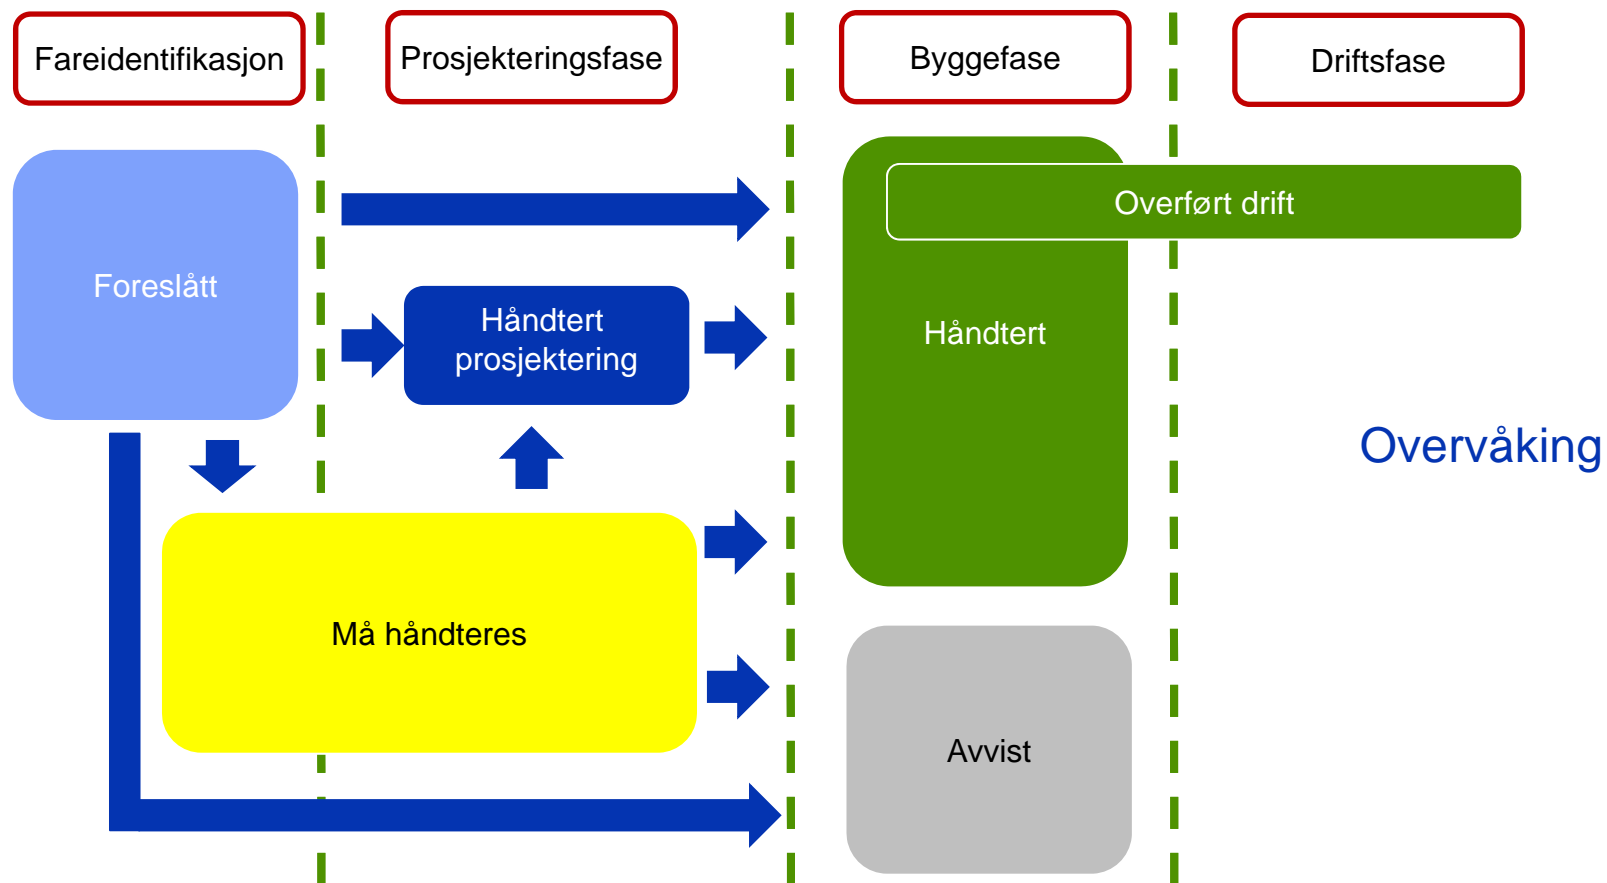 Fareidentifikasjon
Prosjekteringsfase
Byggefase
Driftsfase
Overført drift
Foreslått
Håndtert
prosjektering
Håndtert
Overvåking
Må håndteres
Avvist